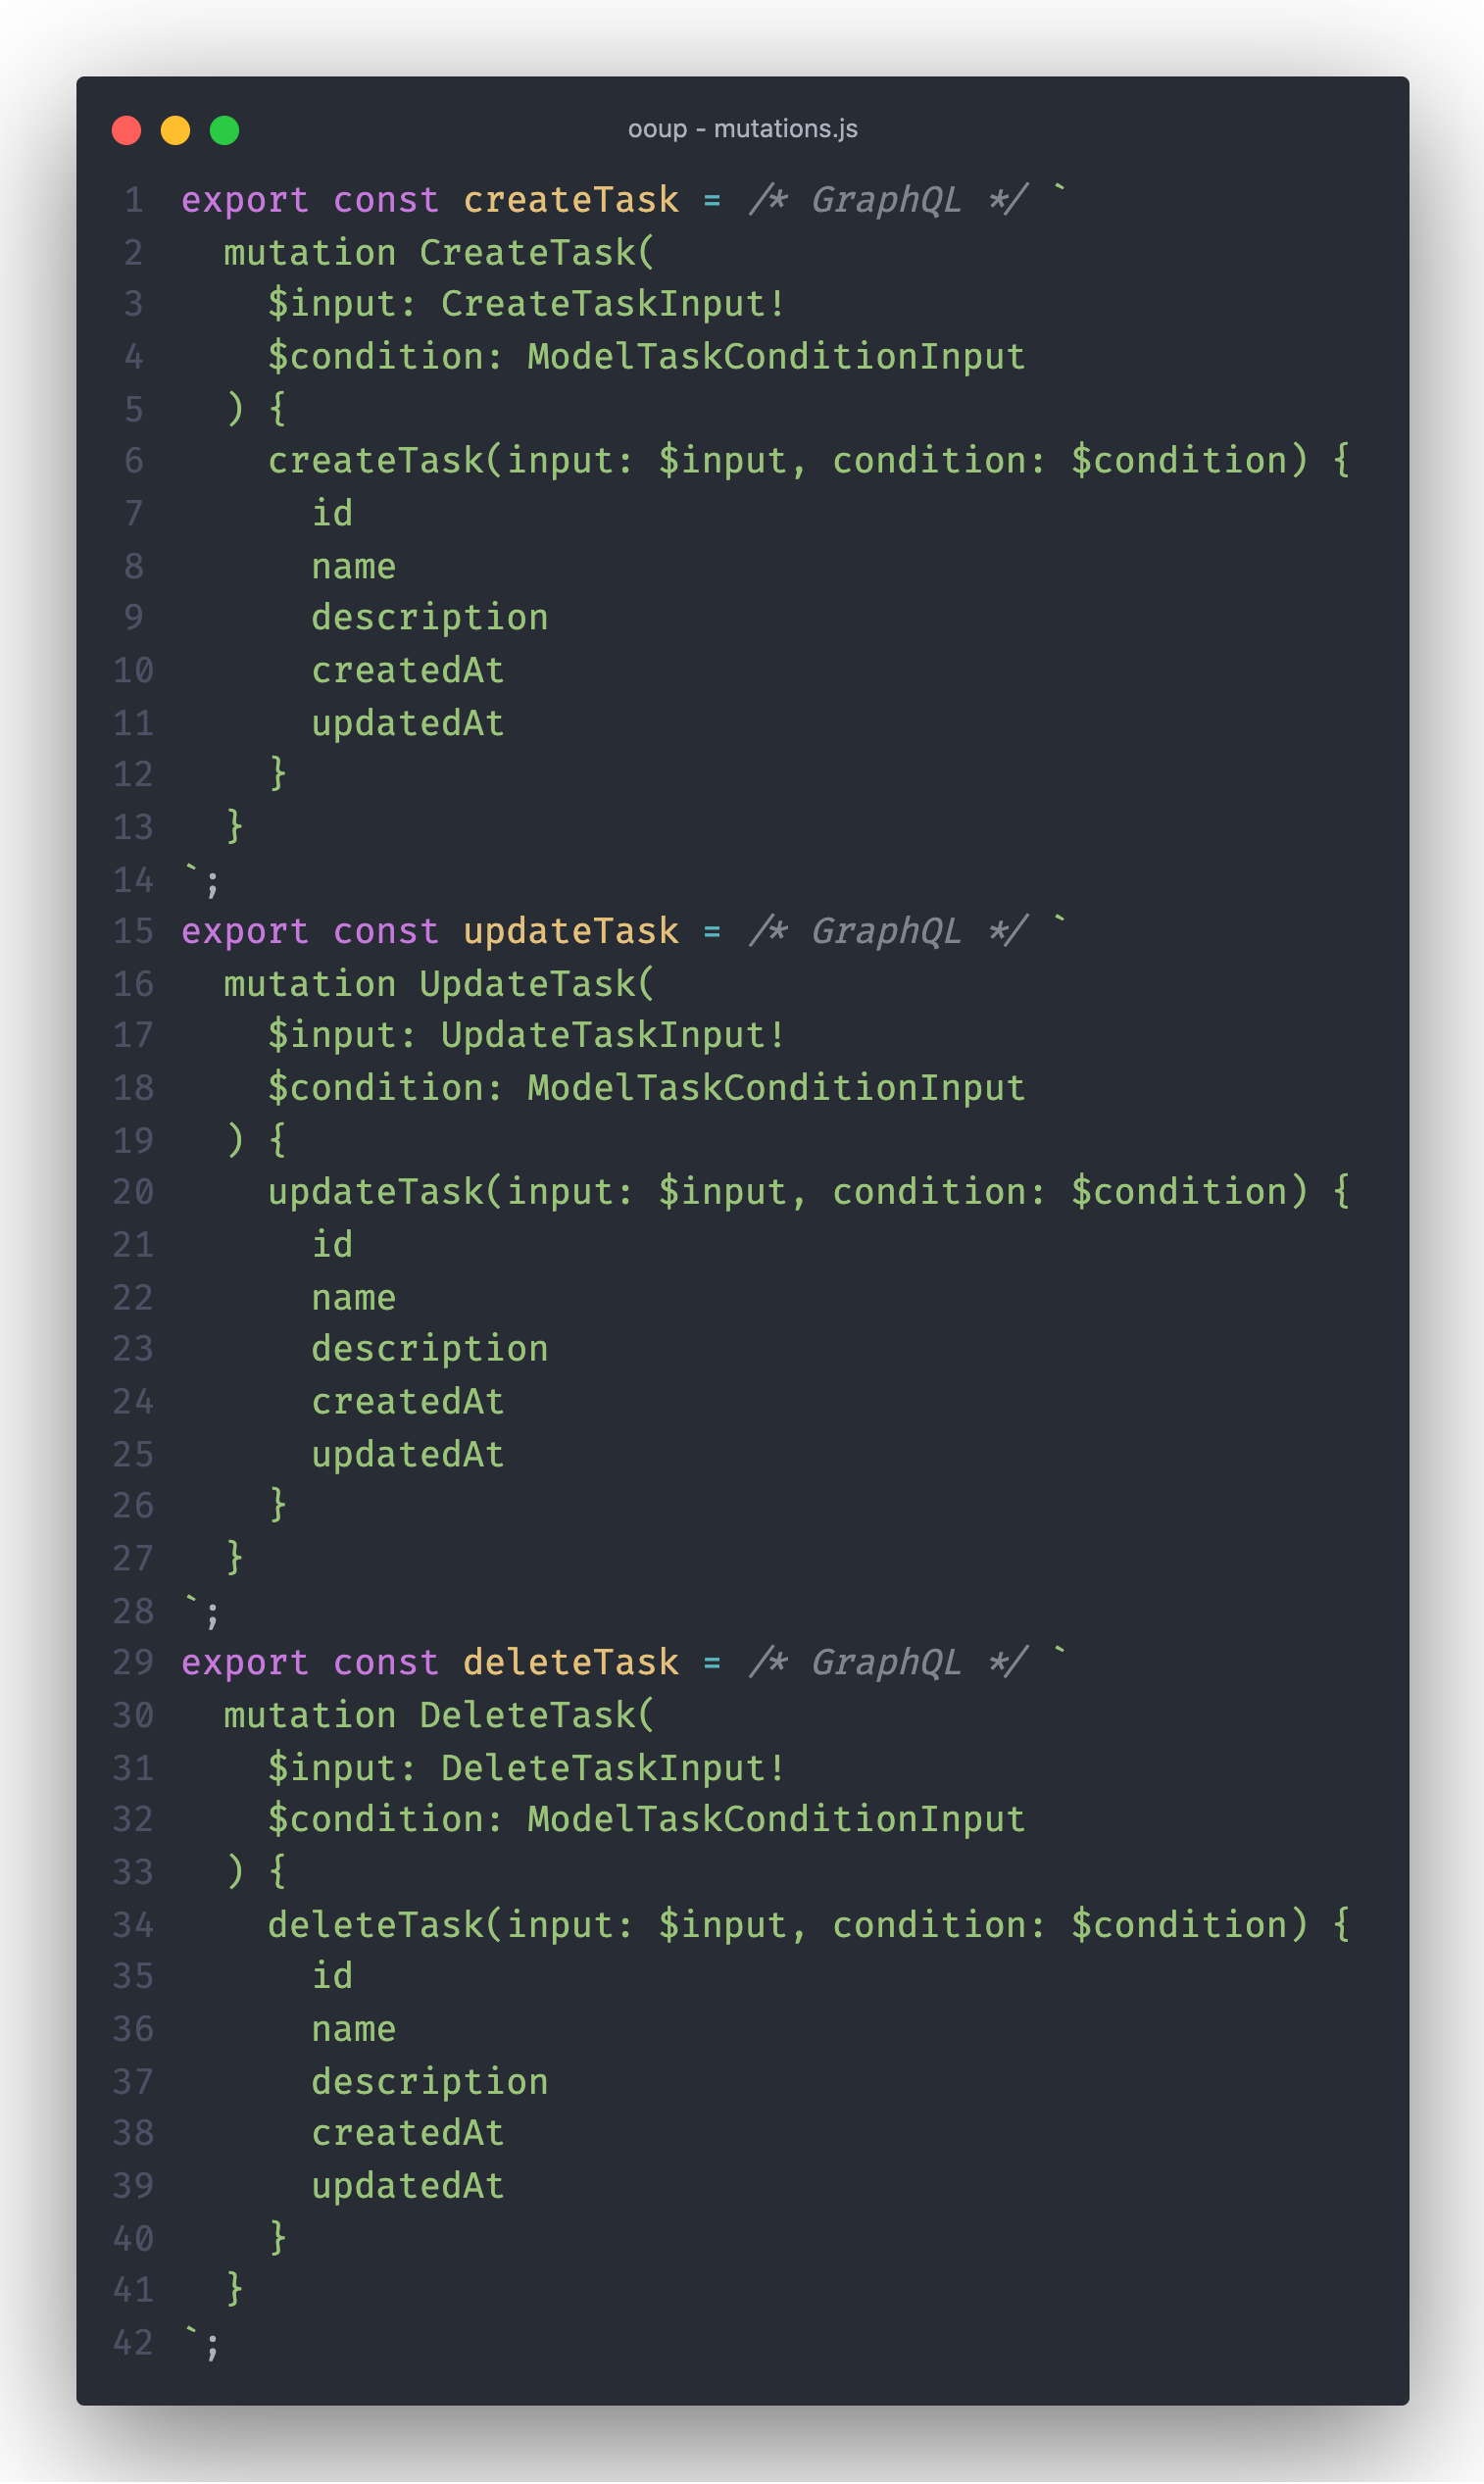 ooup - mutations.js
1 export const createTask = /* GraphQL */ `
2   mutation CreateTask(
3     $input: CreateTaskInput!
4     $condition: ModelTaskConditionInput
5   ) {
6     createTask(input: $input, condition: $condition) {
7       id
8       name
9       description
10       createdAt
11       updatedAt
12     }
13   }
14 `;
15 export const updateTask = /* GraphQL */ `
16   mutation UpdateTask(
17     $input: UpdateTaskInput!
18     $condition: ModelTaskConditionInput
19   ) {
20     updateTask(input: $input, condition: $condition) {
21       id
22       name
23       description
24       createdAt
25       updatedAt
26     }
27   }
28 `;
29 export const deleteTask = /* GraphQL */ `
30   mutation DeleteTask(
31     $input: DeleteTaskInput!
32     $condition: ModelTaskConditionInput
33   ) {
34     deleteTask(input: $input, condition: $condition) {
35       id
36       name
37       description
38       createdAt
39       updatedAt
40     }
41   }
42 `;